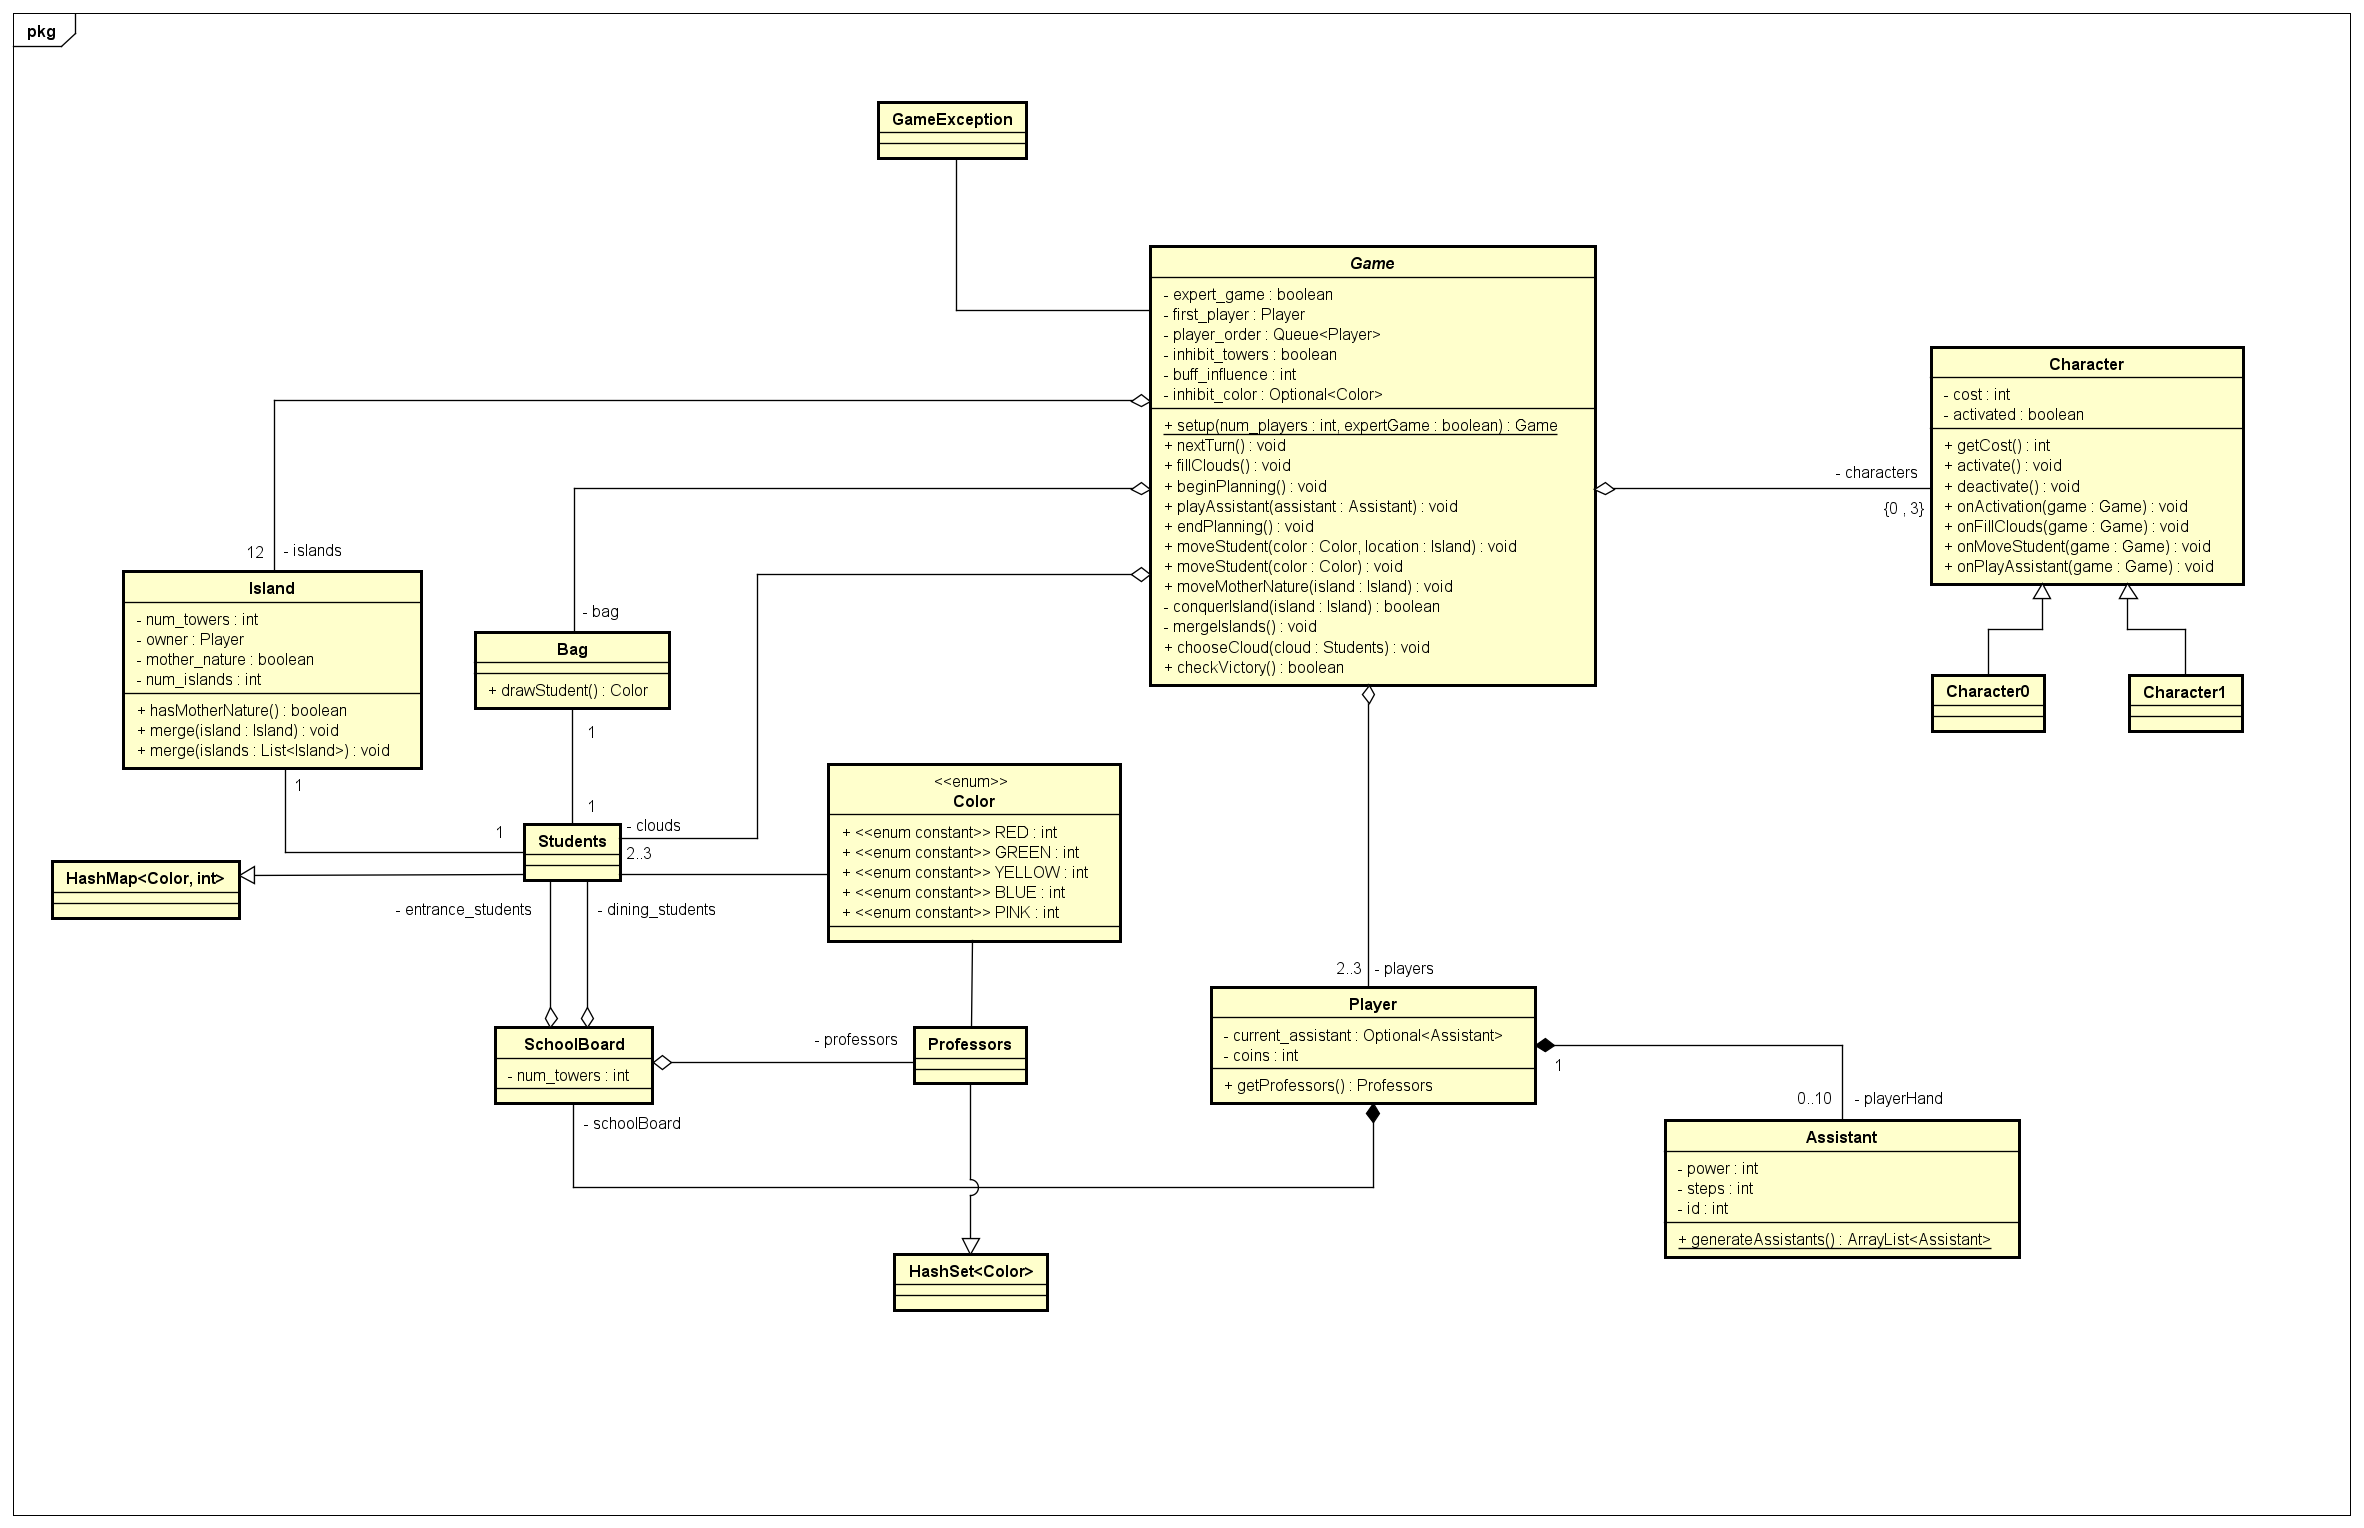 pkg
GameException
Game
- expert_game : boolean
- first_player : Player
- player_order : Queue<Player>
- inhibit_towers : boolean
- buff_influence : int
- inhibit_color : Optional<Color>
+ setup(num_players : int, expertGame : boolean) : Game
+ nextTurn() : void
+ fillClouds() : void
+ beginPlanning() : void
+ playAssistant(assistant : Assistant) : void
+ endPlanning() : void
+ moveStudent(color : Color, location : Island) : void
+ moveStudent(color : Color) : void
+ moveMotherNature(island : Island) : void
- conquerIsland(island : Island) : boolean
- mergeIslands() : void
+ chooseCloud(cloud : Students) : void
+ checkVictory() : boolean
Character
- cost : int
- activated : boolean
+ getCost() : int
+ activate() : void
+ deactivate() : void
+ onActivation(game : Game) : void
+ onFillClouds(game : Game) : void
+ onMoveStudent(game : Game) : void
+ onPlayAssistant(game : Game) : void
- characters
{0 , 3}
Character0
Character1
12
- islands
Island
- num_towers : int
- owner : Player
- mother_nature : boolean
- num_islands : int
+ hasMotherNature() : boolean
+ merge(island : Island) : void
+ merge(islands : List<Island>) : void
1
- bag
Bag
+ drawStudent() : Color
1
1
1
Students
- clouds
2..3
<<enum>>
Color
+ <<enum constant>> RED : int
+ <<enum constant>> GREEN : int
+ <<enum constant>> YELLOW : int
+ <<enum constant>> BLUE : int
+ <<enum constant>> PINK : int
HashMap<Color, int>
- entrance_students
- dining_students
SchoolBoard
- num_towers : int
- schoolBoard
- professors
Professors
HashSet<Color>
2..3
- players
Player
- current_assistant : Optional<Assistant>
- coins : int
+ getProfessors() : Professors
1
0..10
- playerHand
Assistant
- power : int
- steps : int
- id : int
+ generateAssistants() : ArrayList<Assistant>